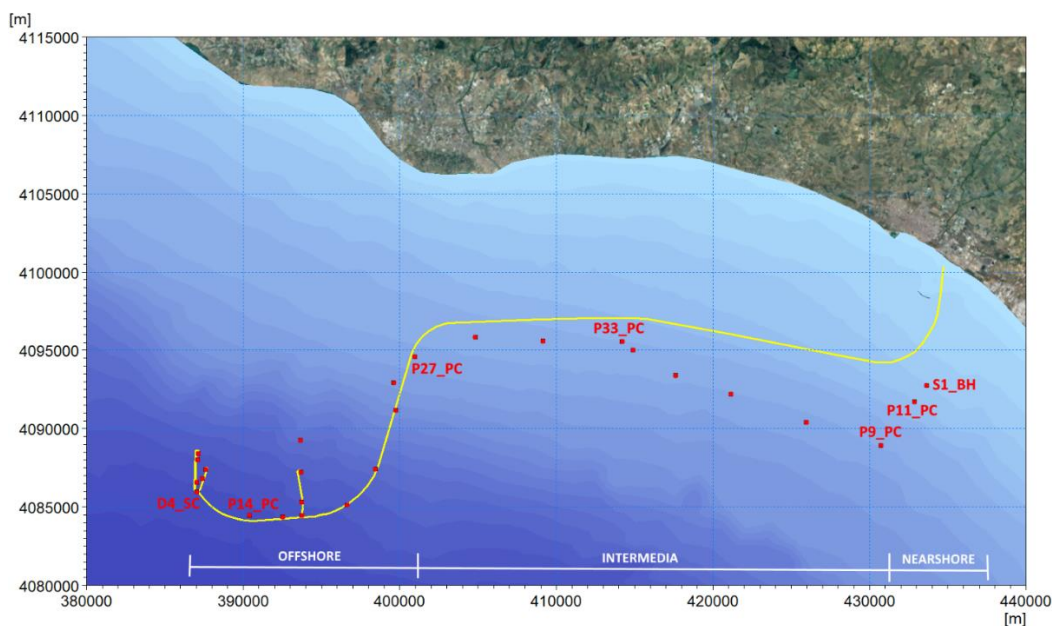 [m]
4115000
4110000
4105000
4100000
4095000
4090000
4085000
4080000
P33_PC
P27_PC
S1_BH
P11_PC
P9_PC
D4_SC
P14_PC
OFFSHORE
INTERMEDIA
NEARSHORE
380000
390000
400000
410000
420000
430000
440000
[m]